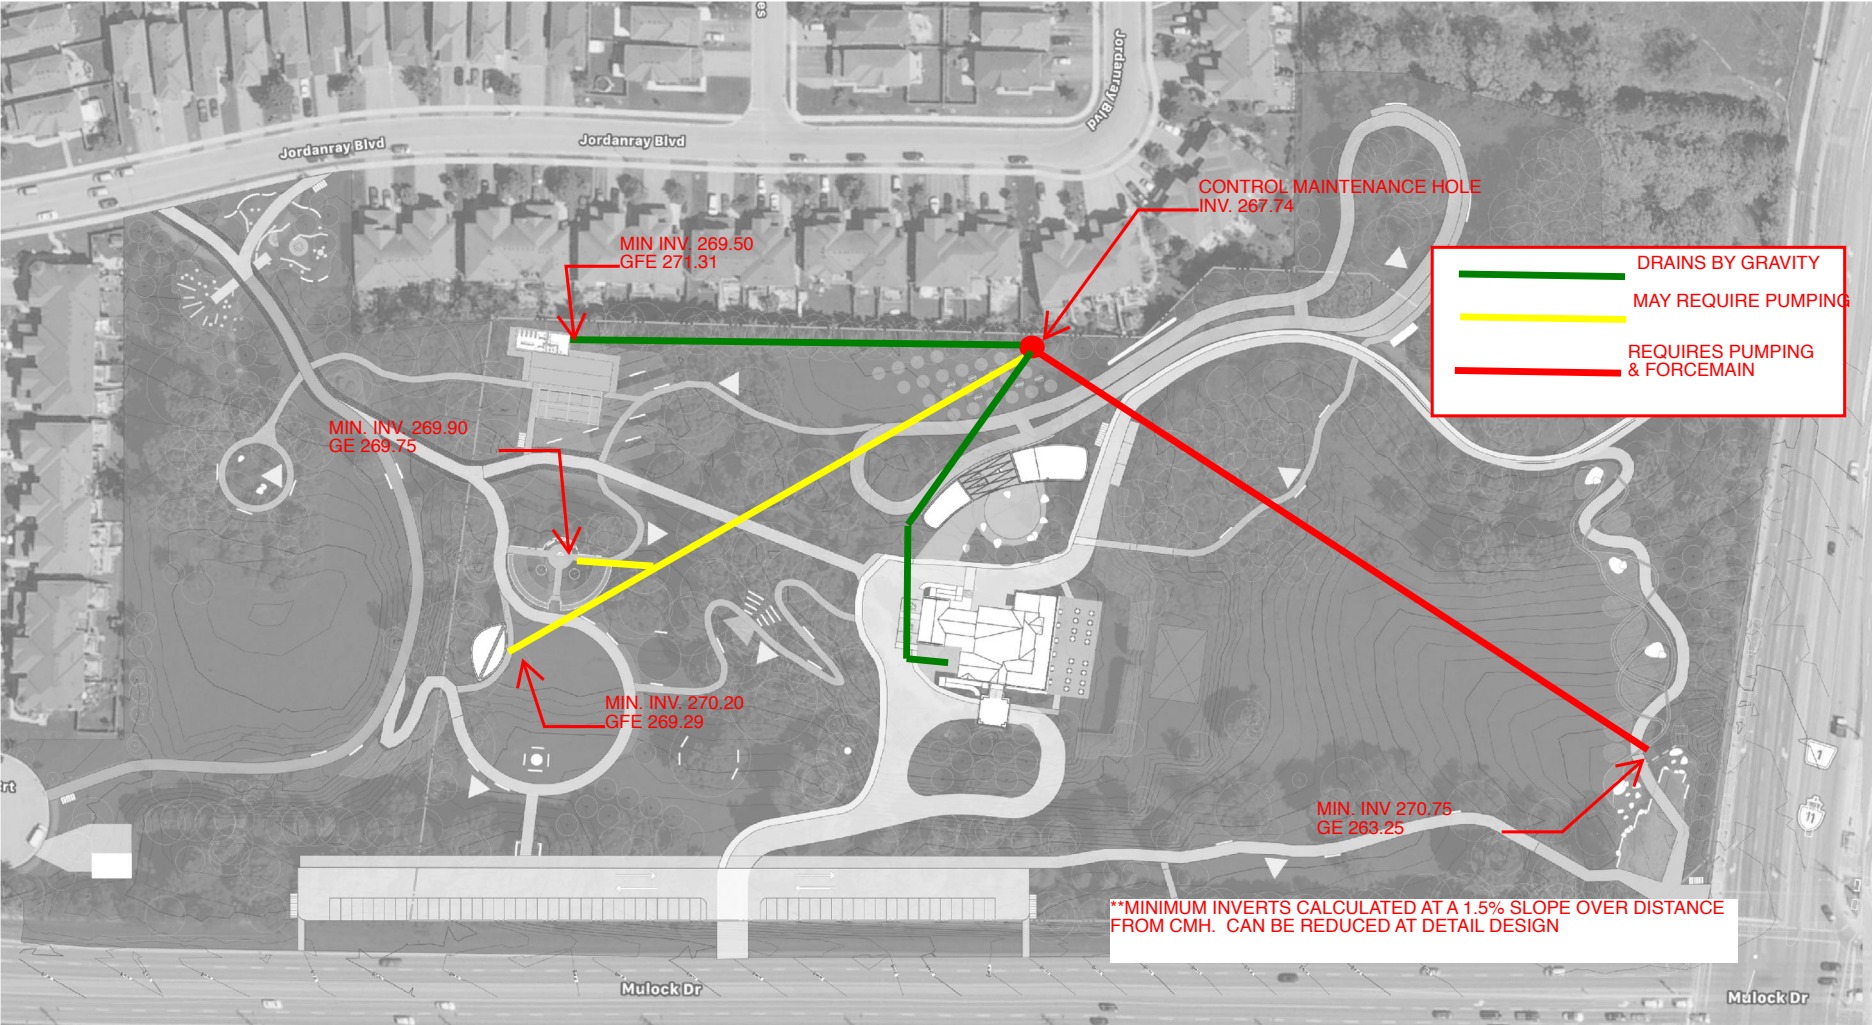 es
Jordanray Blvd
Jordanray Blvd
Jordanray Blvd
CONTROL MAINTENANCE HOLE
INV. 267.74
MIN INV. 269.50
GFE 271.31
DRAINS BY GRAVITY
MAY REQUIRE PUMPING
REQUIRES PUMPING
& FORCEMAIN
MIN. INV. 269.90
GE 269.75
MIN. INV. 270.20
GFE 269.29
MIN. INV 270.75
GE 263.25
rt
11
**MINIMUM INVERTS CALCULATED AT A 1.5% SLOPE OVER DISTANCE
FROM CMH.  CAN BE REDUCED AT DETAIL DESIGN
Mulock Dr
Mulock Dr